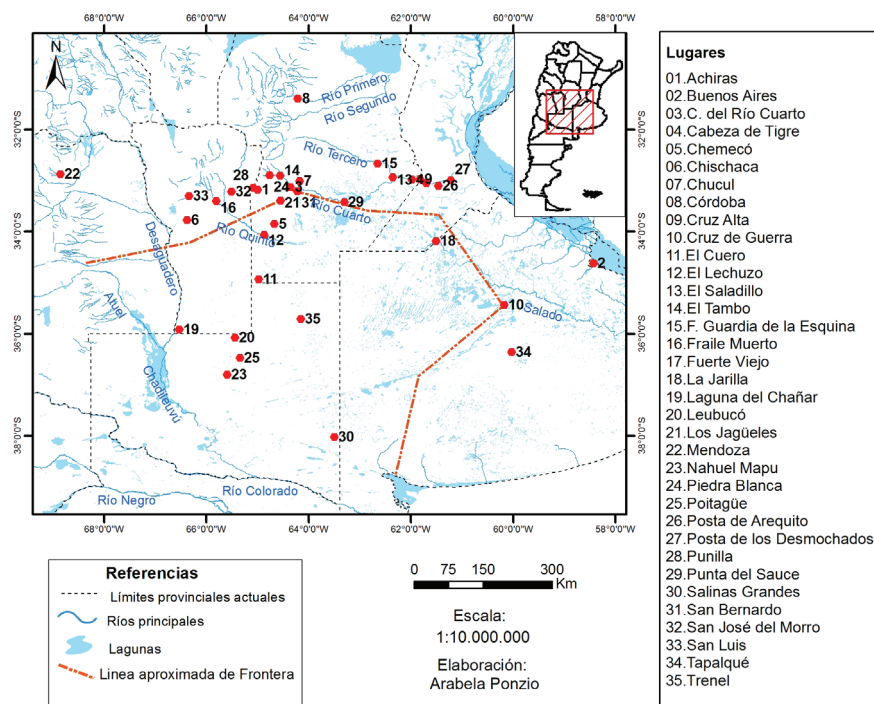 68°0'0"W 66°0'0"W 64°0'0"W 62°0'0"W 60°0'0"W 58°0'0"W
N
32°0'0"S 32°0'0"S
34°0'0"S 34°0'0"S
36°0'0"S 36°0'0"S
38°0'0"S 38°0'0"S
8
Río Primero
Río Segundo
Río Tercero
15
22
28
14
7
27
13 4 9
26
33
32
1
24
3
29
16
21
31
Río Cuarto
6
5
Río Quinto
12
18
2
Desaguadero
11
10
Salado
Atuel
35
19
20
34
25
23
Chadileuvú
30
Río Colorado
Río Negro
68°0'0"W 66°0'0"W 64°0'0"W 62°0'0"W 60°0'0"W 58°0'0"W
Lugares
01.Achiras
02.Buenos Aires
03.C. del Río Cuarto
04.Cabeza de Tigre
05.Chemecó
06.Chischaca
07.Chucul
08.Córdoba
09.Cruz Alta
10.Cruz de Guerra
11.El Cuero
12.El Lechuzo
13.El Saladillo
14.El Tambo
15.F. Guardia de la Esquina
16.Fraile Muerto
17.Fuerte Viejo
18.La Jarilla
19.Laguna del Chañar
20.Leubucó
21.Los Jagüeles
22.Mendoza
23.Nahuel Mapu
24.Piedra Blanca
25.Poitagüe
26.Posta de Arequito
27.Posta de los Desmochados
28.Punilla
29.Punta del Sauce
30.Salinas Grandes
31.San Bernardo
32.San José del Morro
33.San Luis
34.Tapalqué
35.Trenel
Referencias
Límites provinciales actuales
Ríos principales
Lagunas
Linea aproximada de Frontera
0 75 150 300
Km
Escala:
1:10.000.000
Elaboración:
Arabela Ponzio